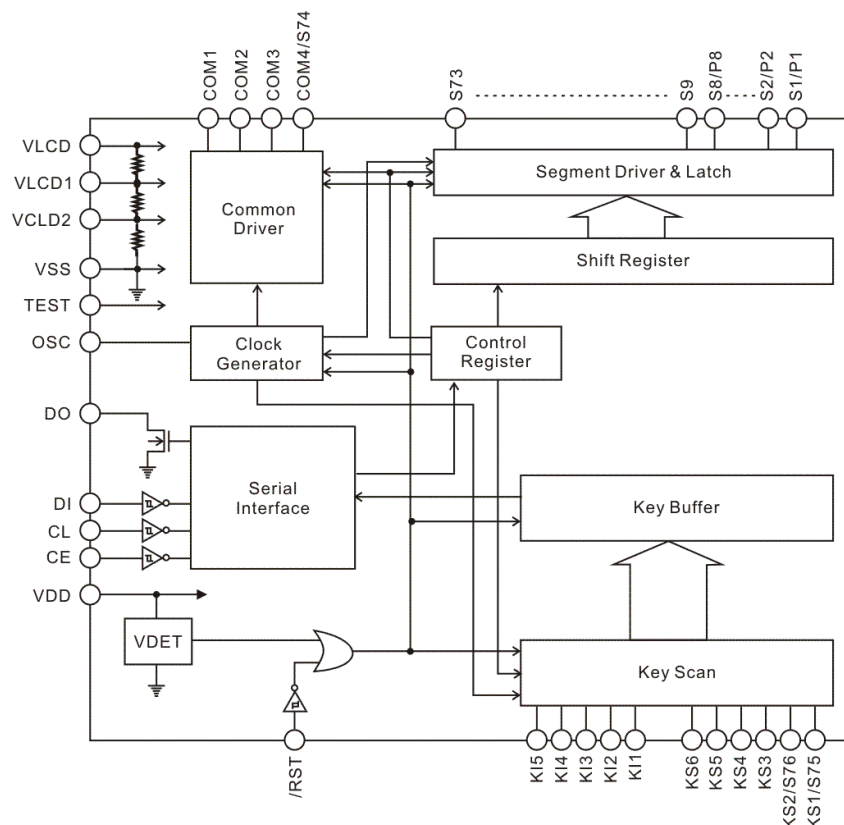 COM1
COM2
COM3
COM4/S74
S73
S9
S8/P8
S2/P2
S1/P1
VLCD
VLCD1
VCLD2
VSS
TEST
OSC
DO
DI
CL
CE
VDD
Common
Driver
Segment Driver & Latch
Shift Register
Clock
Generator
Control
Register
Serial
Interface
Key Buffer
VDET
Key Scan
/RST
KI5
KI4
KI3
KI2
KI1
KS6
KS5
KS4
KS3
KS2/S76
KS1/S75